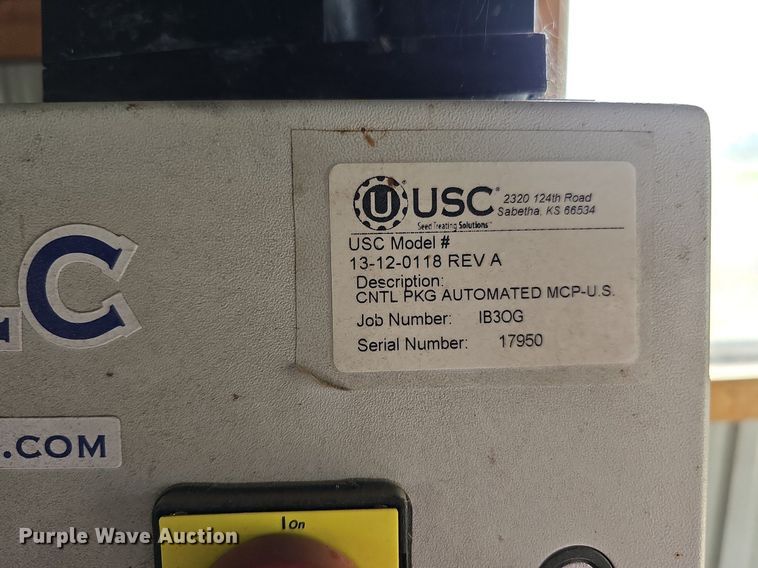 U USC®
Seed Treating Solutions™
2320 124th Road
Sabetha, KS 66534
USC Model #
13-12-0118 REV A
Description:
CNTL PKG AUTOMATED MCP-U.S.
Job Number: IB3OG
Serial Number: 17950
LC
.COM
I On
Purple Wave Auction